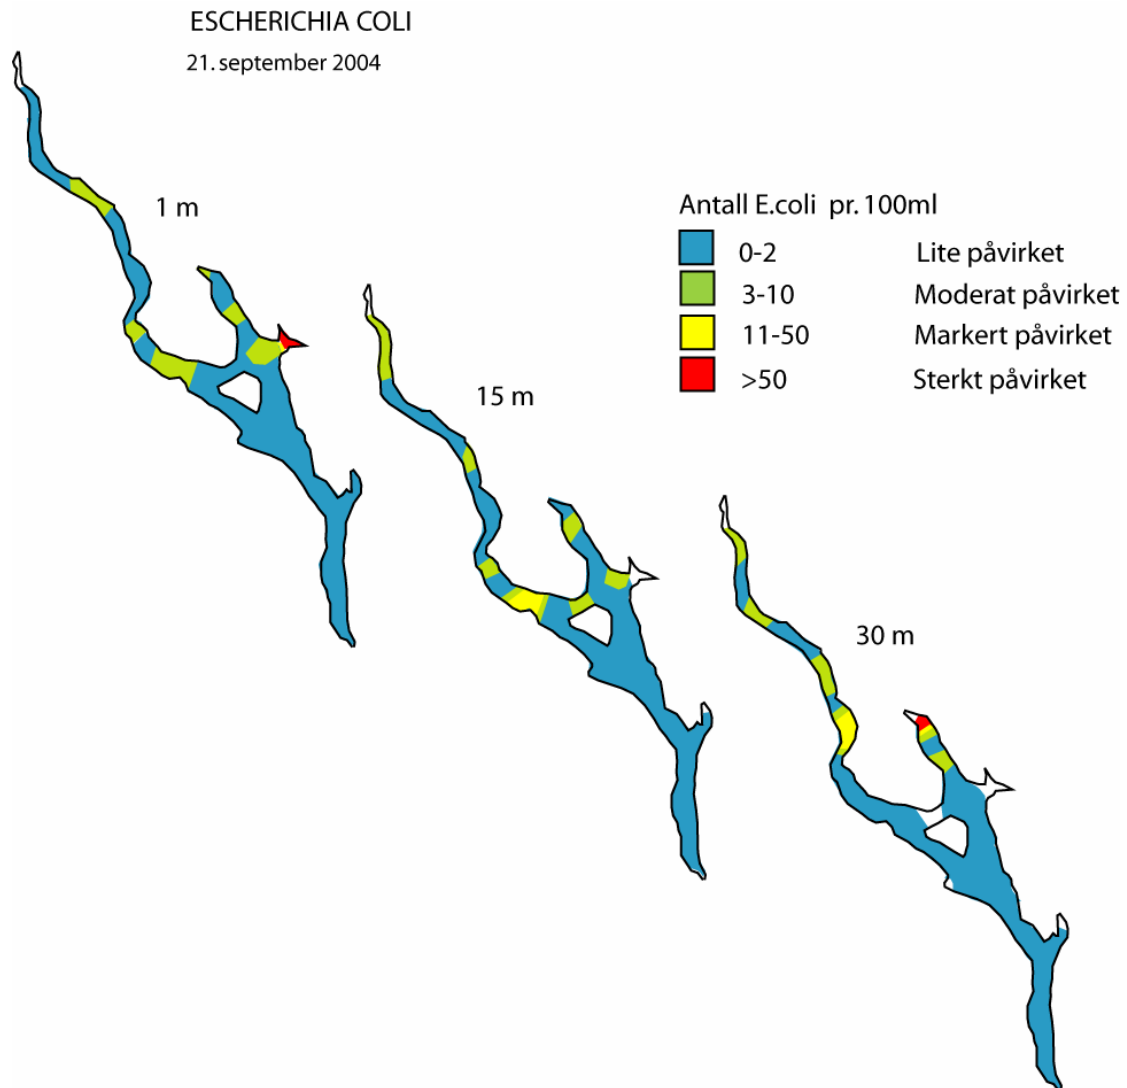 ESCHERICHIA COLI
21. september 2004
1 m
15 m
30 m
Antall E.coli pr. 100ml
0-2 Lite påvirket
3-10 Moderat påvirket
11-50 Markert påvirket
>50 Sterkt påvirket